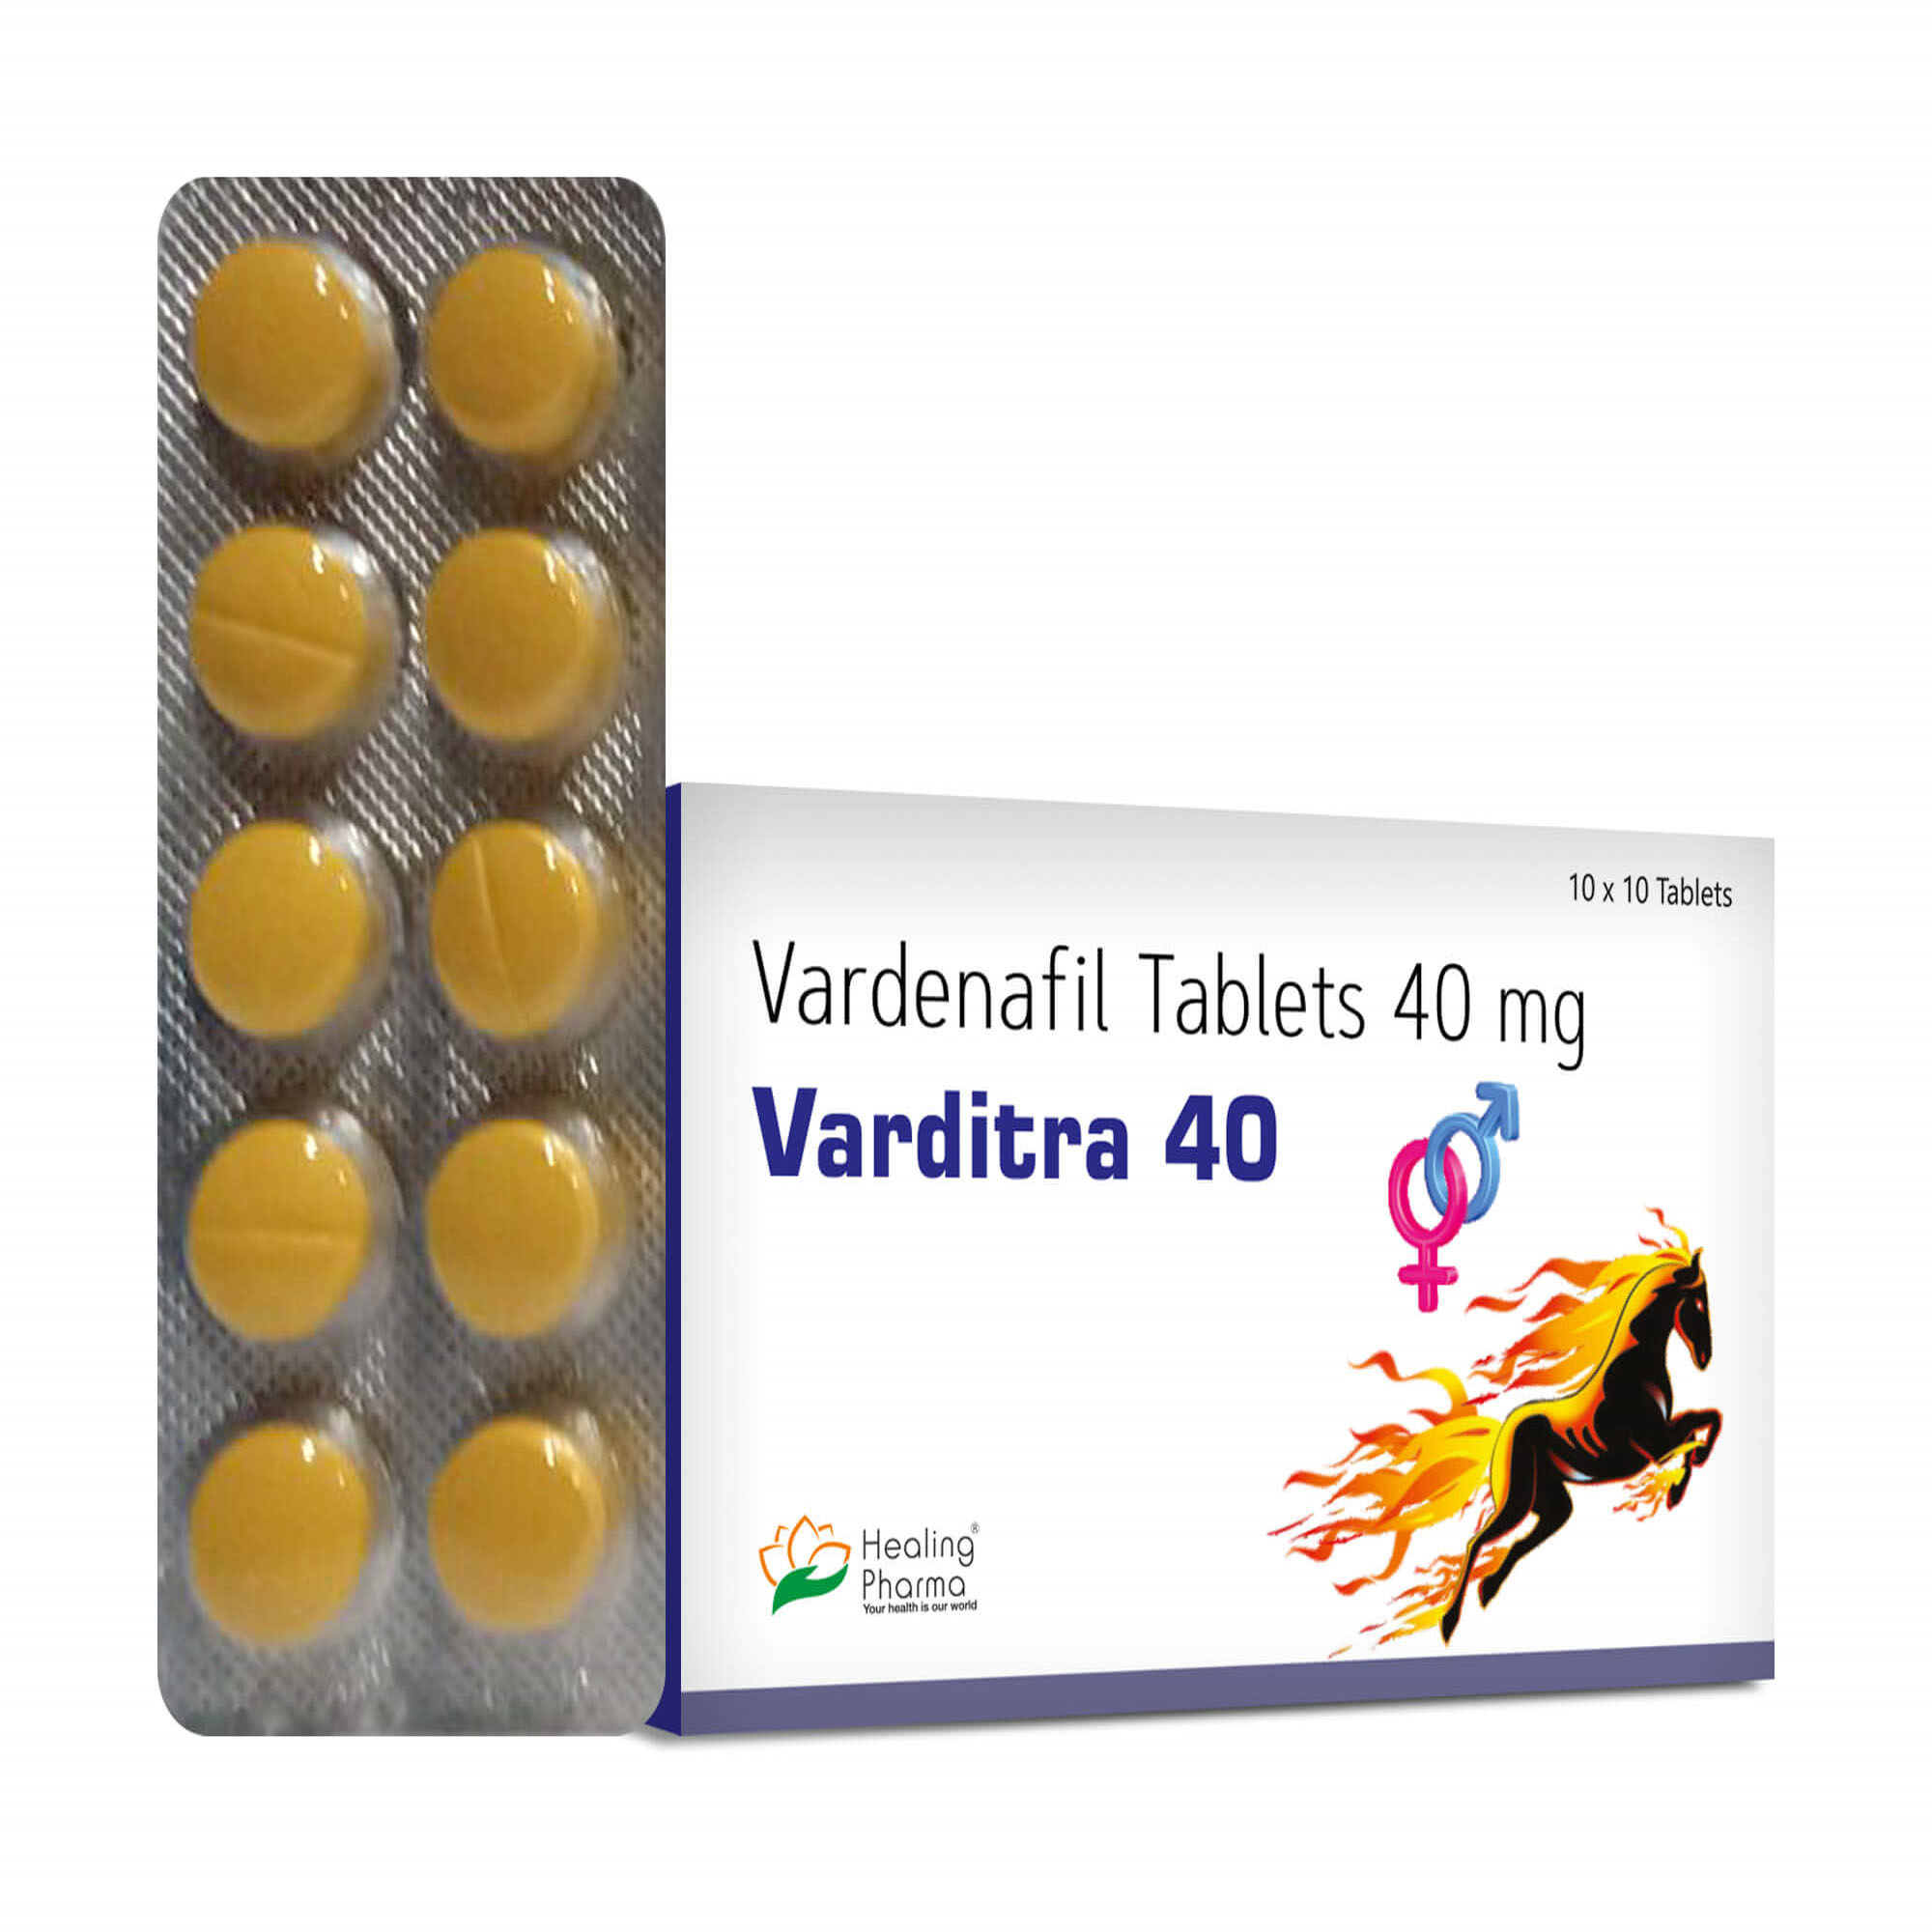 10 x 10 Tablets
Vardenafil Tablets 40 mg
Varditra 40
Healing®
Pharma
Your health is our world